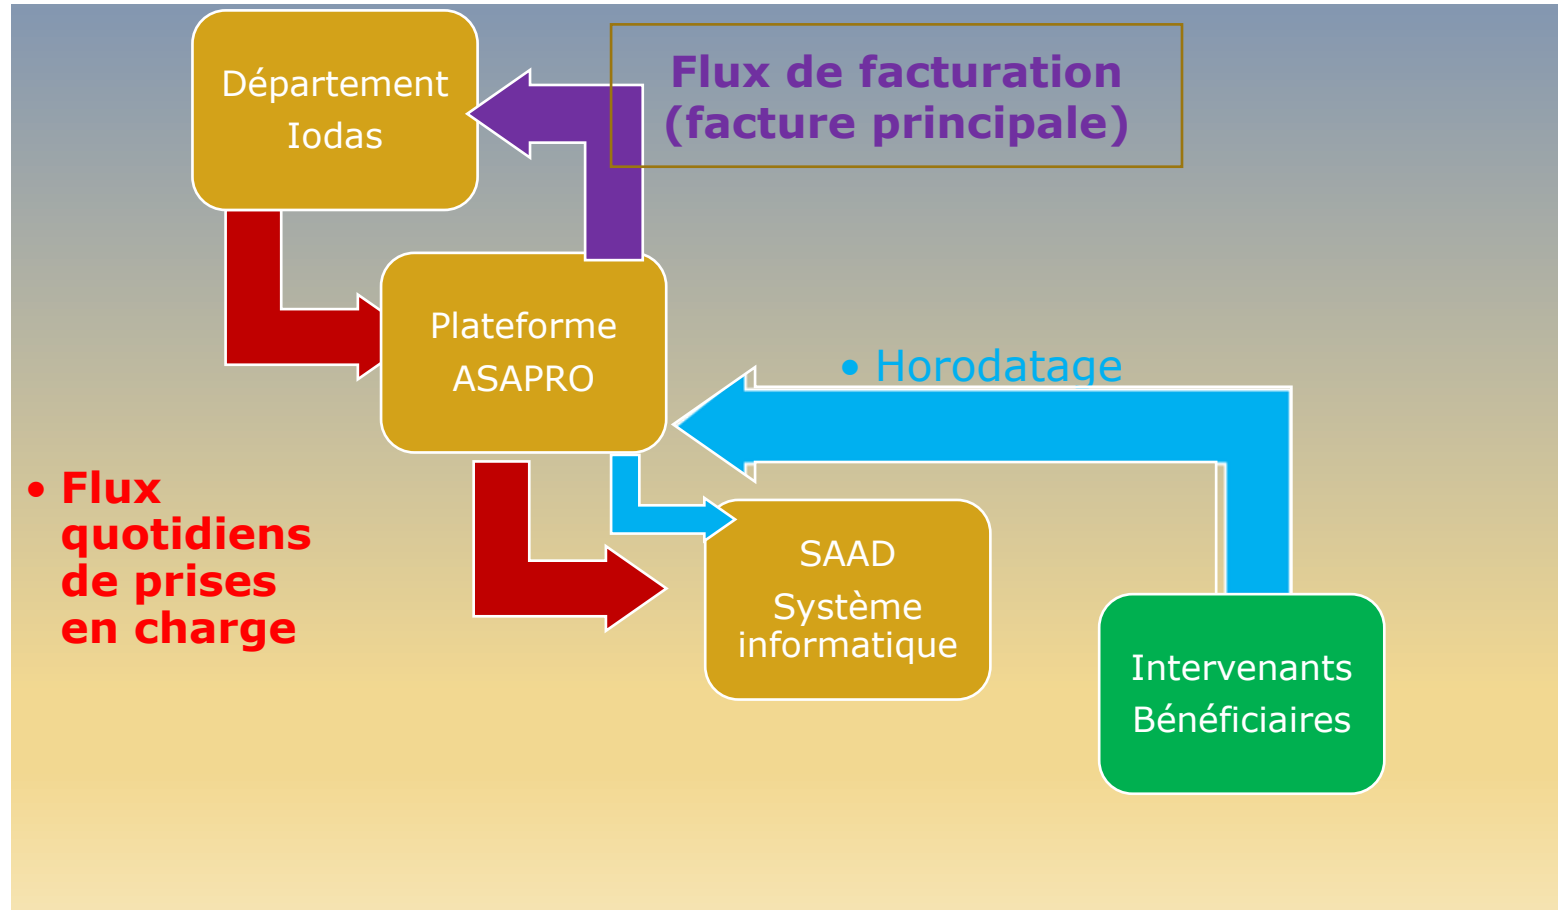 Département
Iodas
Flux de facturation
(facture principale)
Plateforme
ASAPRO
• Horodatage
• Flux
quotidiens
de prises
en charge
SAAD
Système
informatique
Intervenants
Bénéficiaires